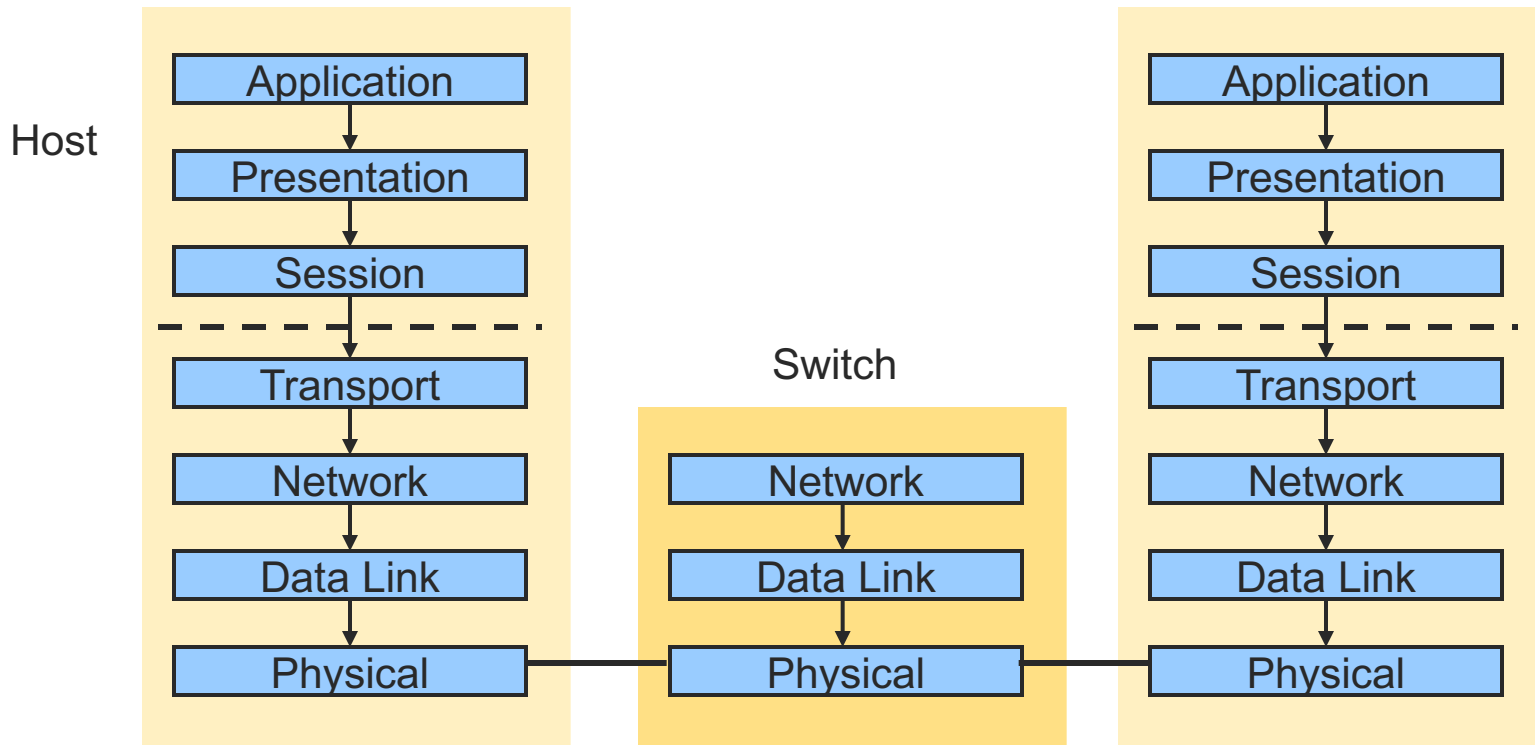 Host
Application
Presentation
Session
Transport
Network
Data Link
Physical
Switch
Network
Data Link
Physical
Application
Presentation
Session
Transport
Network
Data Link
Physical